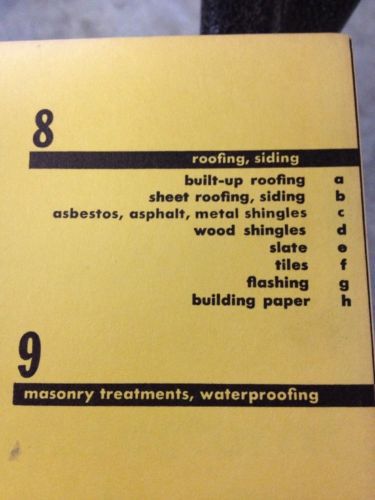 8
roofing, siding
built-up roofing a
sheet roofing, siding b
asbestos, asphalt, metal shingles c
wood shingles d
slate e
tiles f
flashing g
building paper h
9
masonry treatments, waterproofing